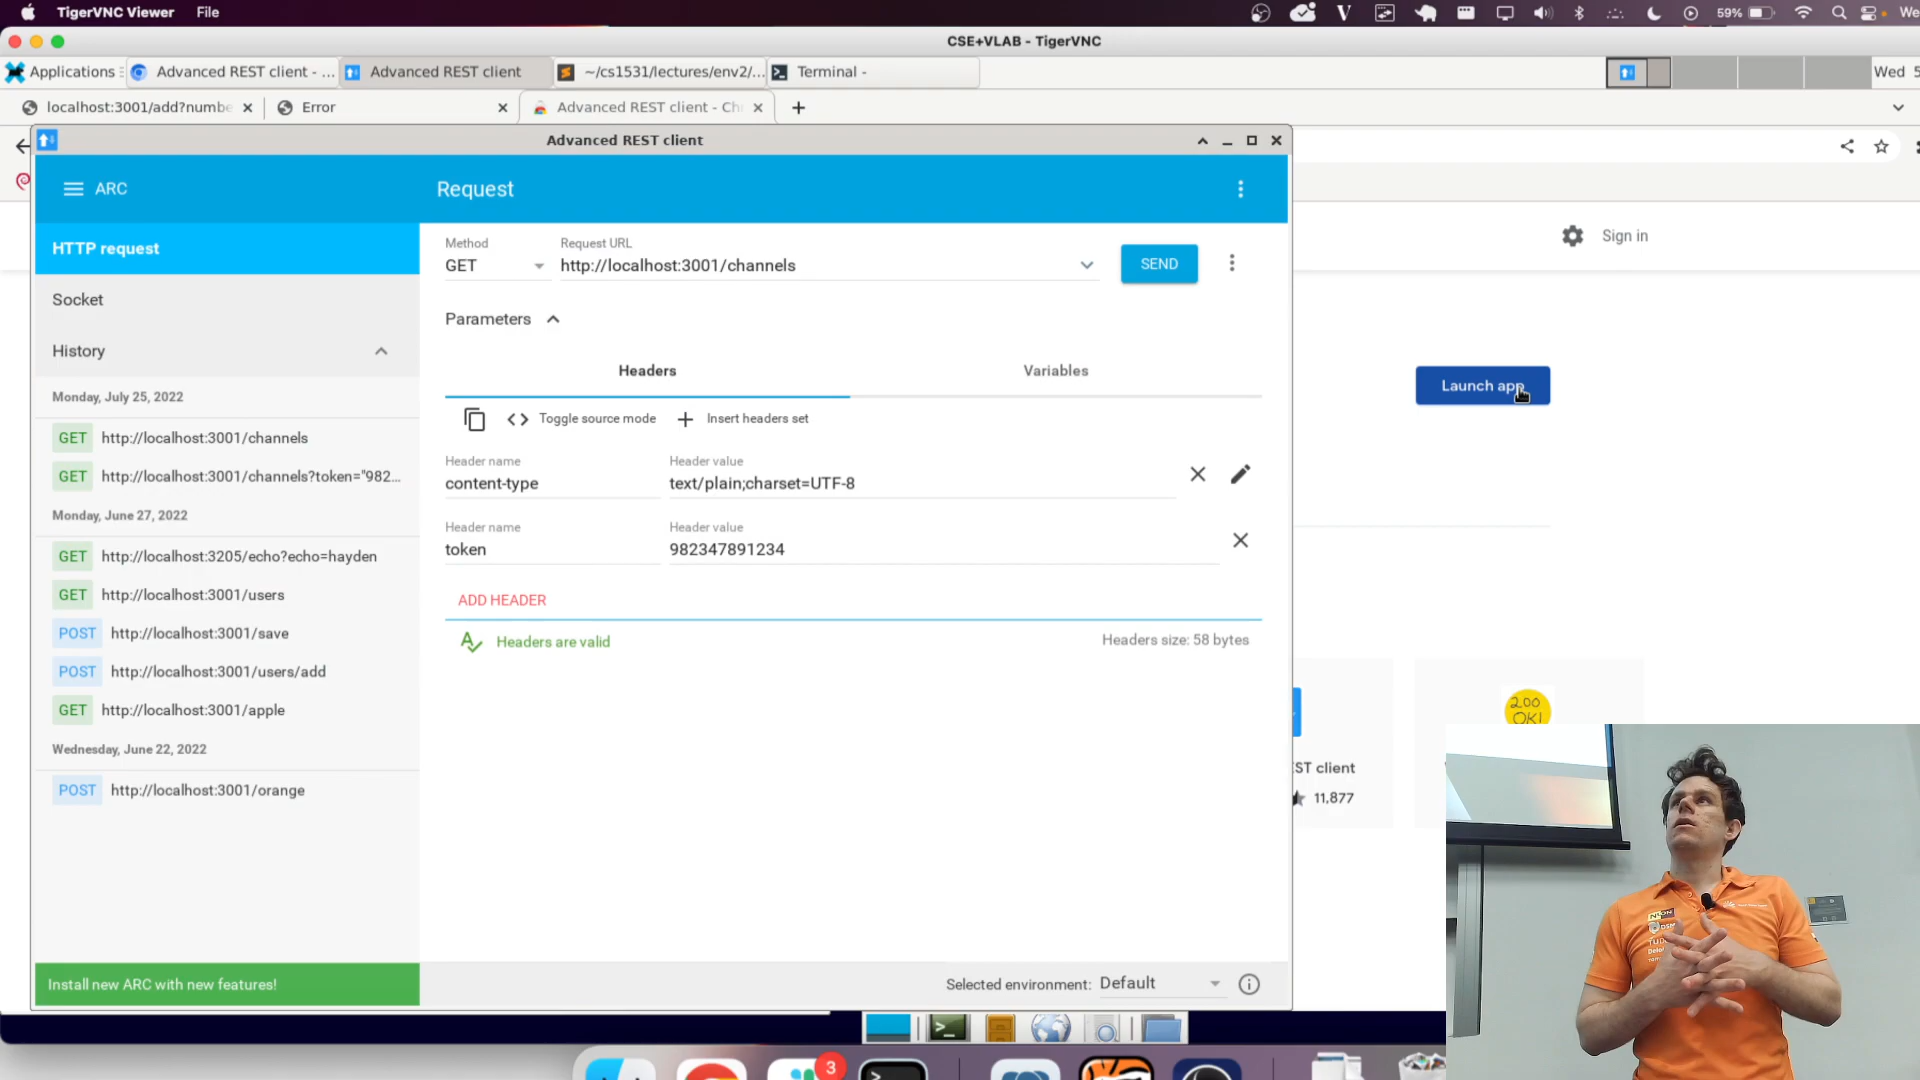 TigerVNC Viewer File 59% We
CSE+VLAB - TigerVNC
Applications Advanced REST client - ... Advanced REST client ~/cs1531/lectures/env2/... Terminal - Wed 5
localhost:3001/add?numbe Error Advanced REST client - Ch
Advanced REST client
ARC Request
HTTP request
Socket
History
Monday, July 25, 2022
GET http://localhost:3001/channels
GET http://localhost:3001/channels?token="982...
Monday, June 27, 2022
GET http://localhost:3205/echo?echo=hayden
GET http://localhost:3001/users
POST http://localhost:3001/save
POST http://localhost:3001/users/add
GET http://localhost:3001/apple
Wednesday, June 22, 2022
POST http://localhost:3001/orange
Install new ARC with new features!
Method Request URL
GET http://localhost:3001/channels SEND
Parameters
Headers Variables
Toggle source mode Insert headers set
Header name Header value
content-type text/plain;charset=UTF-8
Header name Header value
token 982347891234
ADD HEADER
Headers are valid Headers size: 58 bytes
Selected environment: Default
Sign in
Launch app
200
OK!
ST client
11,877
3